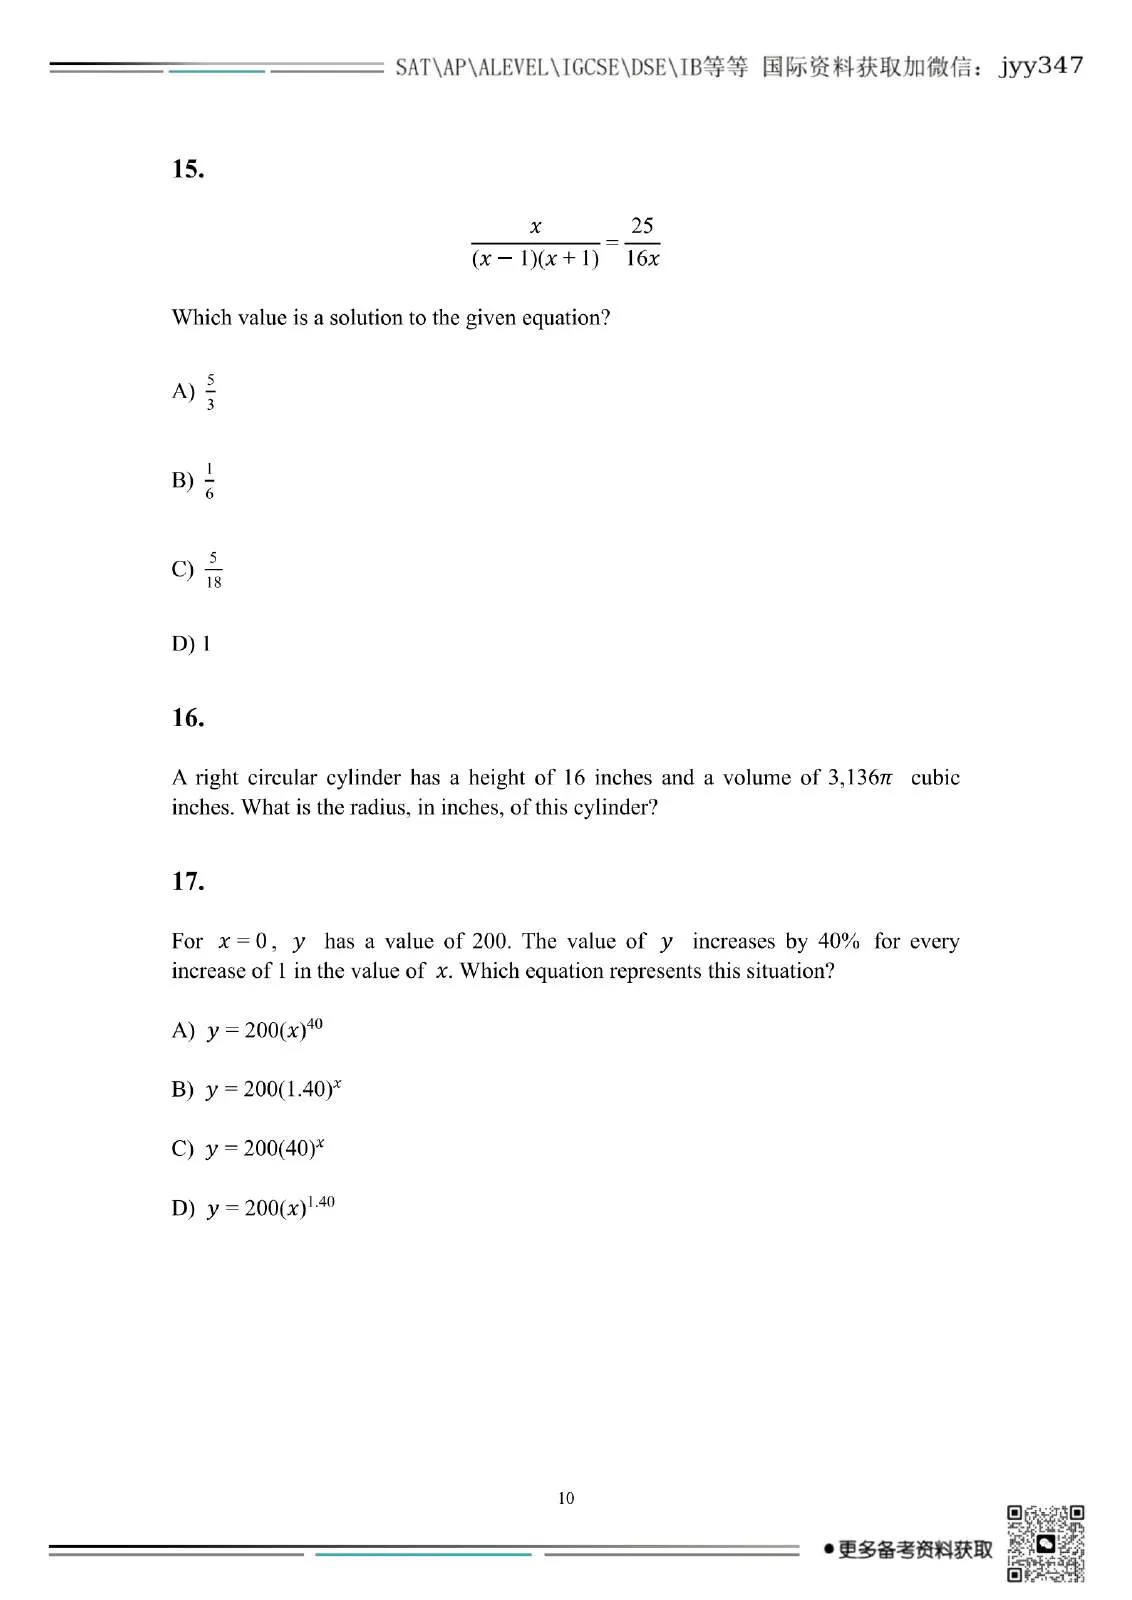 SAT\AP\ALEVEL\IGCSE\DSE\IB等等 国际资料获取加微信：jyy347
15.
x/((x − 1)(x + 1)) = 25/(16x)
Which value is a solution to the given equation?
A) 5/3
B) 1/6
C) 5/18
D) 1
16.
A right circular cylinder has a height of 16 inches and a volume of 3,136π cubic
inches. What is the radius, in inches, of this cylinder?
17.
For x = 0, y has a value of 200. The value of y increases by 40% for every
increase of 1 in the value of x. Which equation represents this situation?
A) y = 200(x)^40
B) y = 200(1.40)^x
C) y = 200(40)^x
D) y = 200(x)^1.40
10
●更多备考资料获取